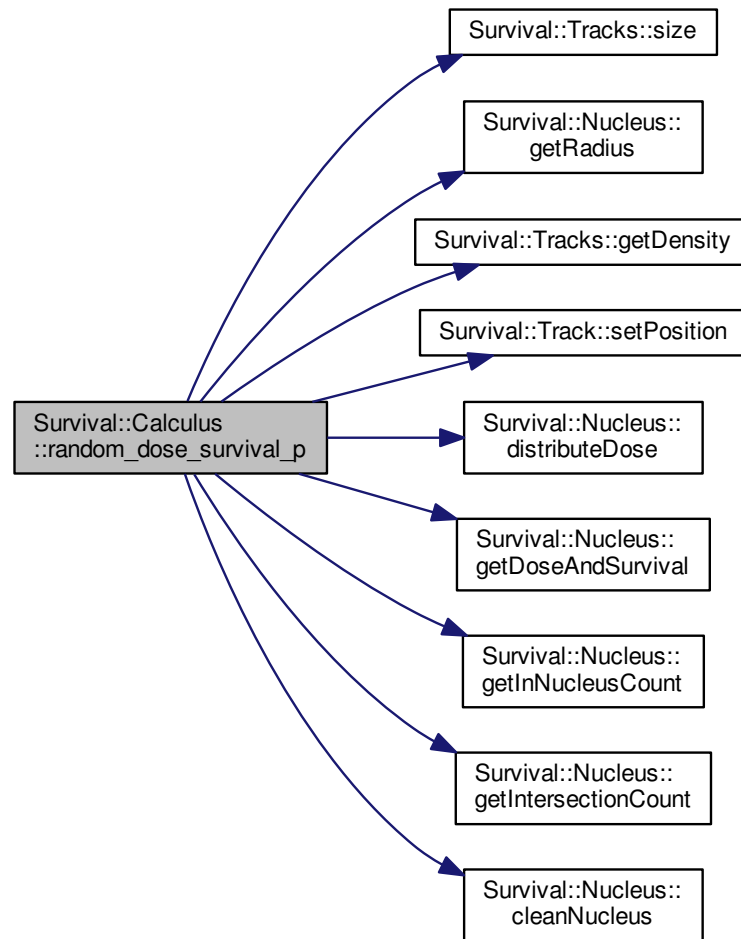 Survival::Tracks::size
Survival::Nucleus::
getRadius
Survival::Tracks::getDensity
Survival::Track::setPosition
Survival::Calculus
::random_dose_survival_p
Survival::Nucleus::
distributeDose
Survival::Nucleus::
getDoseAndSurvival
Survival::Nucleus::
getInNucleusCount
Survival::Nucleus::
getIntersectionCount
Survival::Nucleus::
cleanNucleus